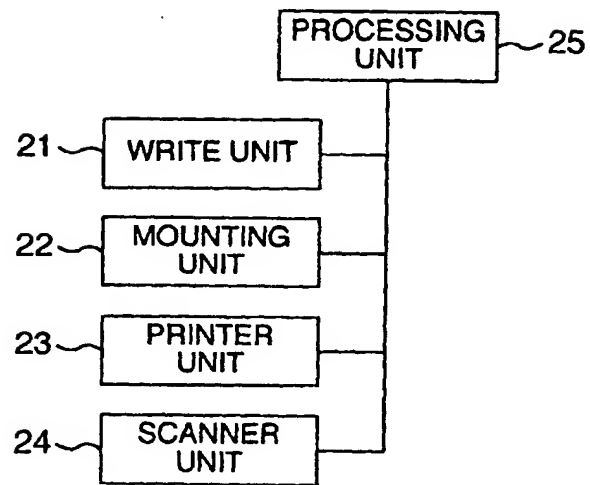 PROCESSING
UNIT
25
21
WRITE UNIT
22
MOUNTING
UNIT
23
PRINTER
UNIT
24
SCANNER
UNIT